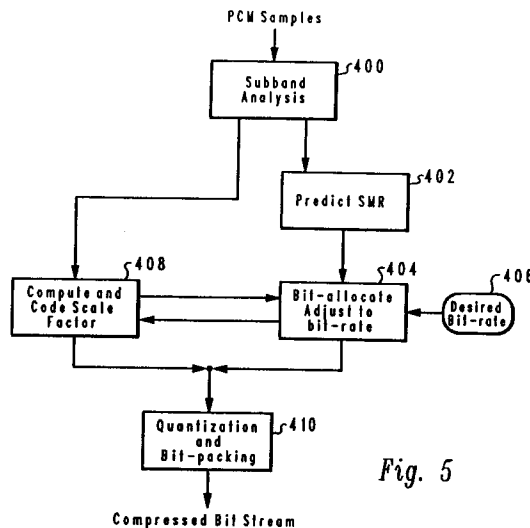 PCM Samples
400
Subband
Analysis
402
Predict SMR
408
Compute and
Code Scale
Factor
404
Bit-allocate
Adjust to
bit-rate
406
Desired
Bit-rate
Quantization
and
Bit-packing
410
Fig. 5
Compressed Bit Stream